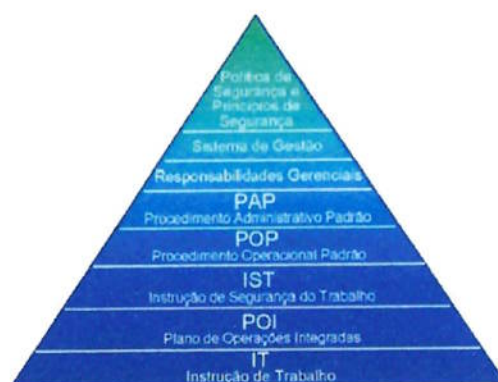 Política de
Segurança e
Princípios de
Segurança
Sistema de Gestão
Responsabilidades Gerenciais
PAP
Procedimento Administrativo Padrão
POP
Procedimento Operacional Padrão
IST
Instrução de Segurança do Trabalho
POI
Plano de Operações Integradas
IT
Instrução de Trabalho